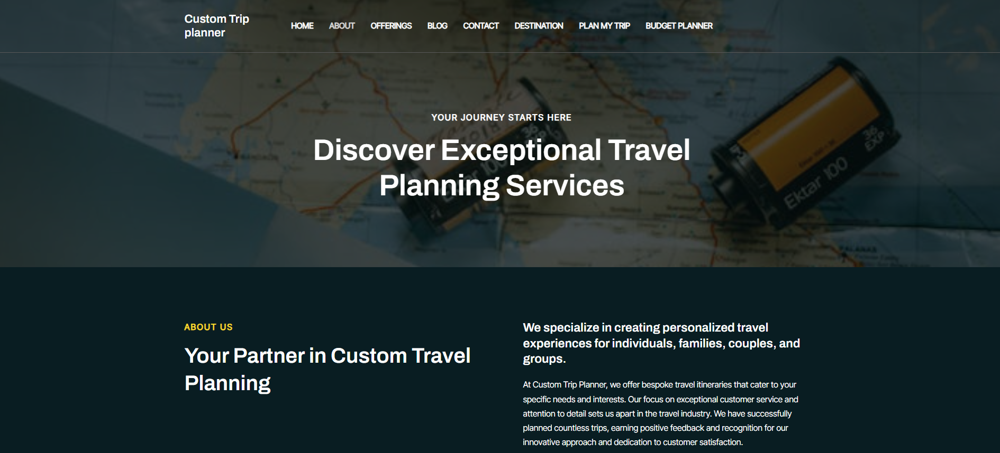 Custom Trip
planner
HOME ABOUT OFFERINGS BLOG CONTACT DESTINATION PLAN MY TRIP BUDGET PLANNER
YOUR JOURNEY STARTS HERE
Discover Exceptional Travel
Planning Services
36
EXP.
Ektar 100
ABOUT US
Your Partner in Custom Travel
Planning
We specialize in creating personalized travel
experiences for individuals, families, couples, and
groups.
At Custom Trip Planner, we offer bespoke travel itineraries that cater to your
specific needs and interests. Our focus on exceptional customer service and
attention to detail sets us apart in the travel industry. We have successfully
planned countless trips, earning positive feedback and recognition for our
innovative approach and dedication to customer satisfaction.